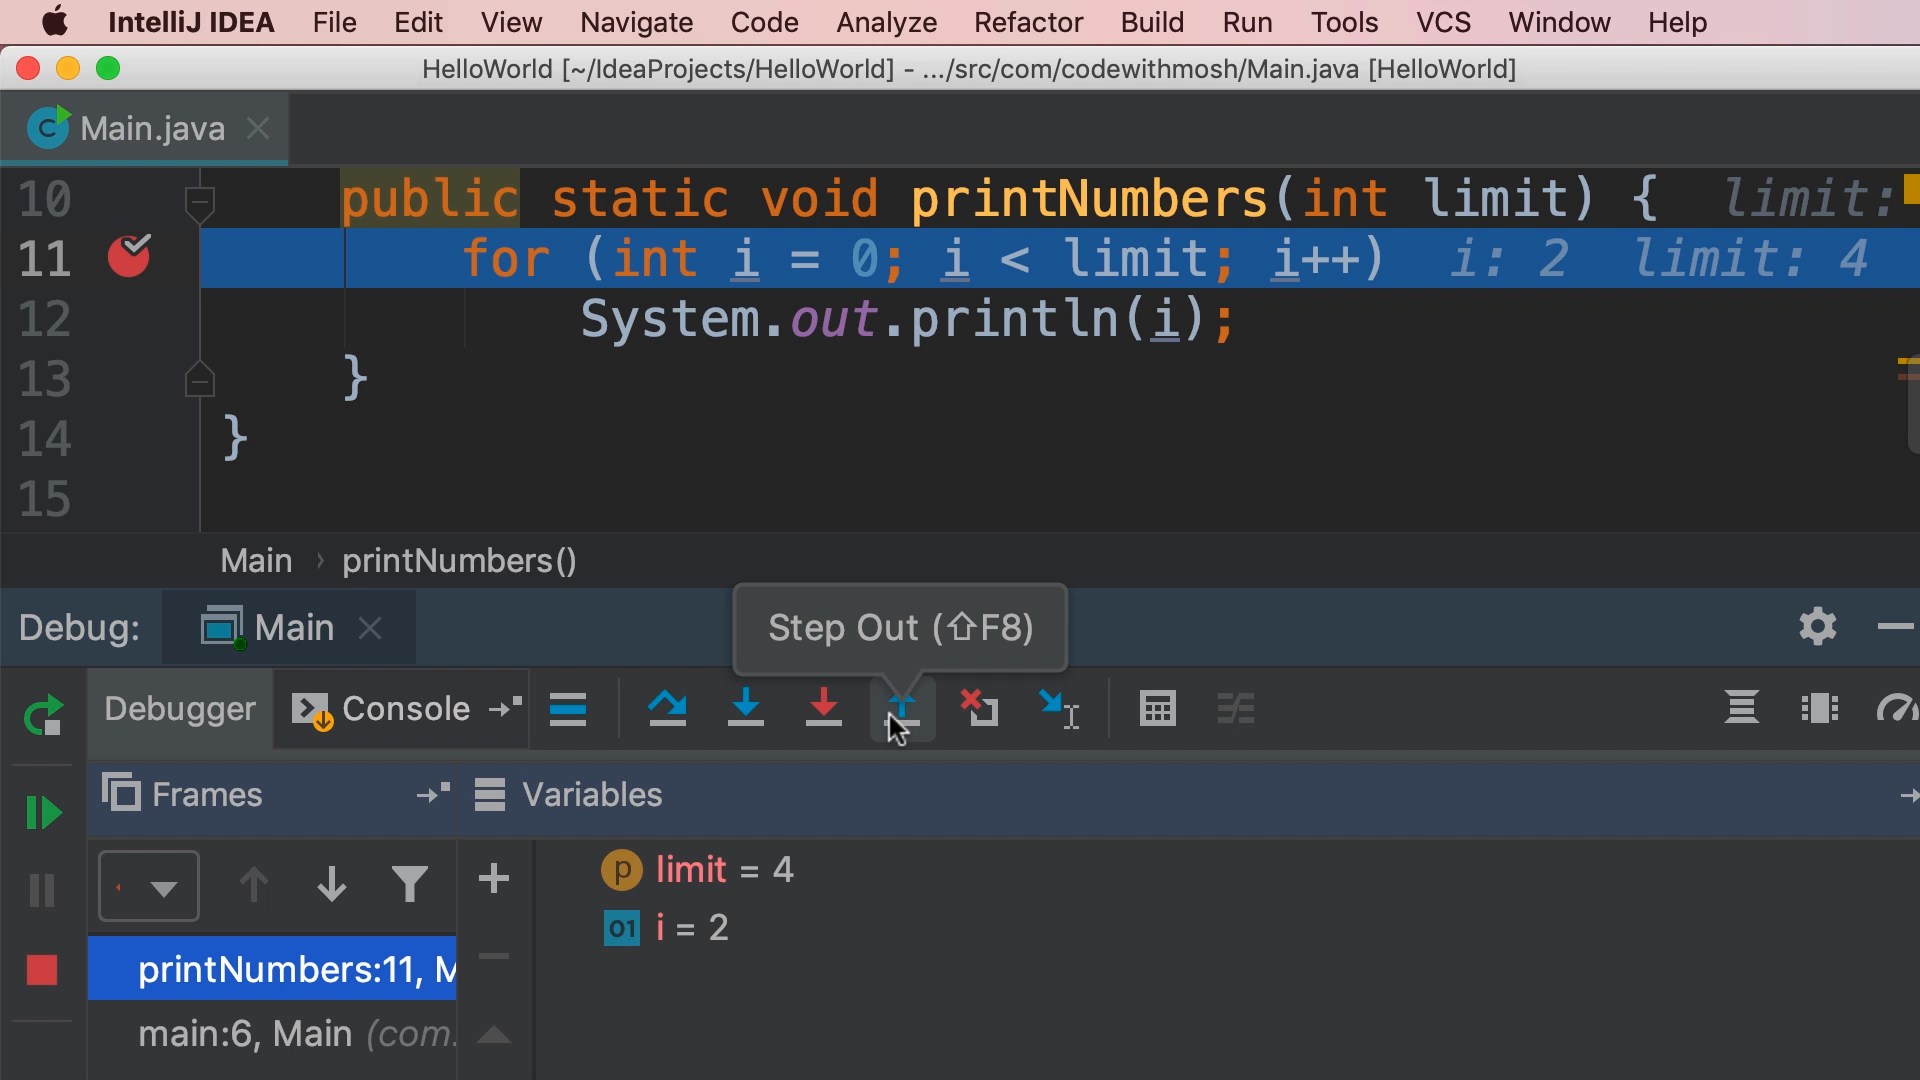 IntelliJ IDEA File Edit View Navigate Code Analyze Refactor Build Run Tools VCS Window Help
HelloWorld [~/IdeaProjects/HelloWorld] - .../src/com/codewithmosh/Main.java [HelloWorld]
C Main.java
10 public static void printNumbers(int limit) { limit:
11 for (int i = 0; i < limit; i++) i: 2 limit: 4
12 System.out.println(i);
13 }
14 }
15
Main › printNumbers()
Step Out (⇧F8)
Debug: Main
Debugger Console
Frames Variables
p limit = 4
01 i = 2
printNumbers:11, M
main:6, Main (com.